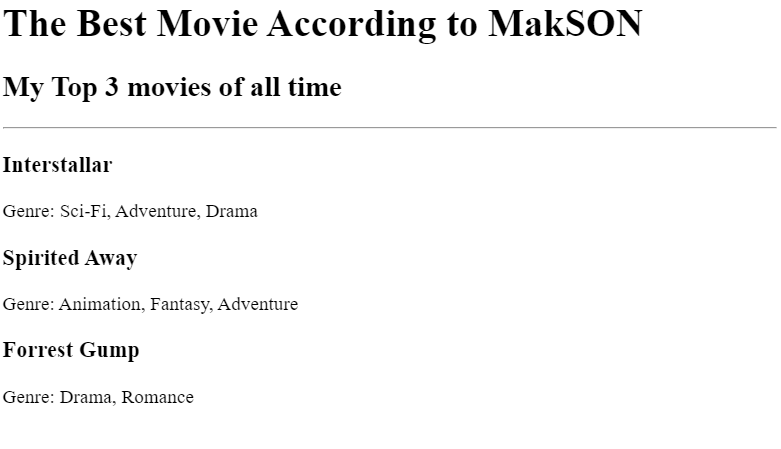 The Best Movie According to MakSON
My Top 3 movies of all time
Interstallar
Genre: Sci-Fi, Adventure, Drama
Spirited Away
Genre: Animation, Fantasy, Adventure
Forrest Gump
Genre: Drama, Romance